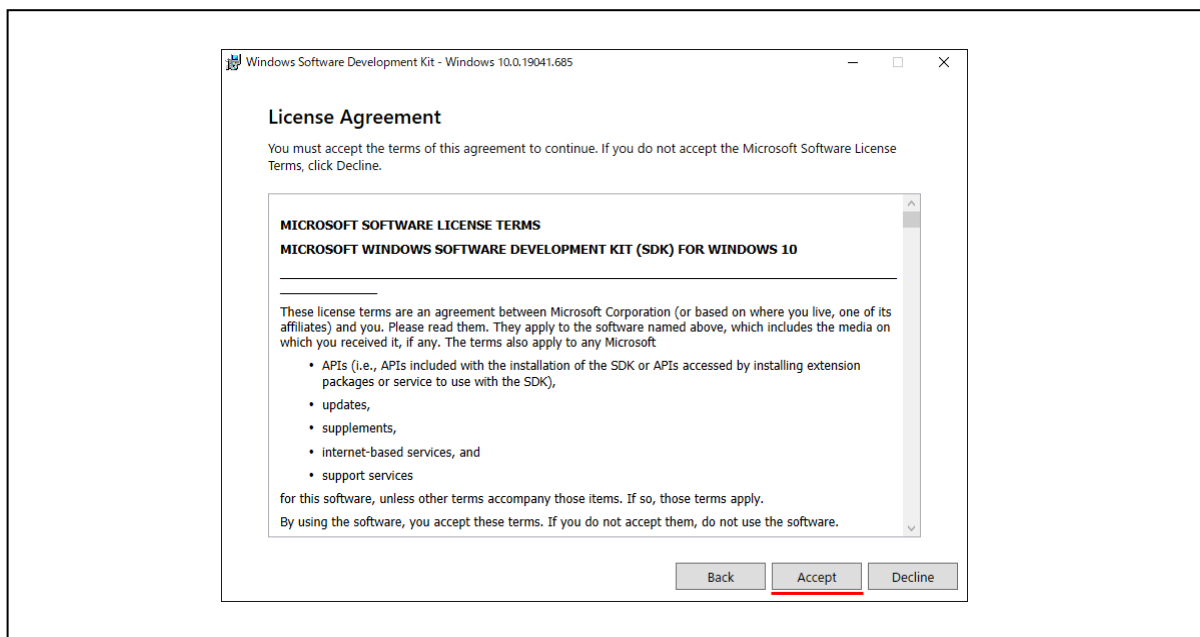 Windows Software Development Kit - Windows 10.0.19041.685
License Agreement
You must accept the terms of this agreement to continue. If you do not accept the Microsoft Software License
Terms, click Decline.
MICROSOFT SOFTWARE LICENSE TERMS
MICROSOFT WINDOWS SOFTWARE DEVELOPMENT KIT (SDK) FOR WINDOWS 10
These license terms are an agreement between Microsoft Corporation (or based on where you live, one of its
affiliates) and you. Please read them. They apply to the software named above, which includes the media on
which you received it, if any. The terms also apply to any Microsoft
• APIs (i.e., APIs included with the installation of the SDK or APIs accessed by installing extension
packages or service to use with the SDK),
• updates,
• supplements,
• internet-based services, and
• support services
for this software, unless other terms accompany those items. If so, those terms apply.
By using the software, you accept these terms. If you do not accept them, do not use the software.
Back Accept Decline